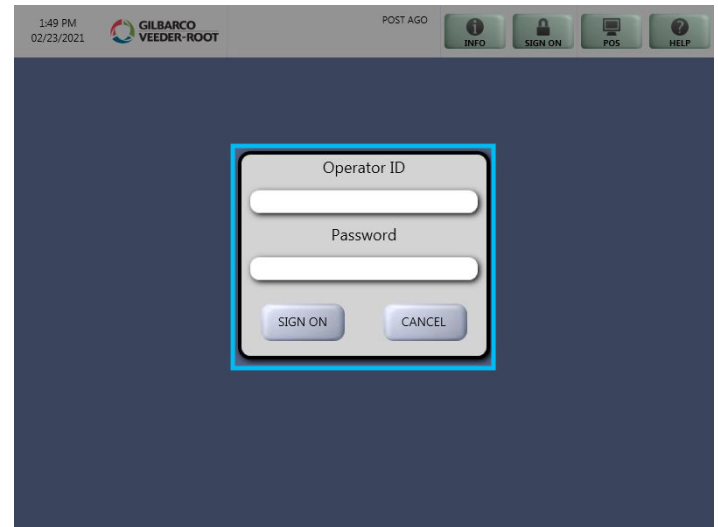 1:49 PM
02/23/2021
GILBARCO
VEEDER-ROOT
POST AGO
INFO
SIGN ON
POS
HELP
Operator ID
Password
SIGN ON
CANCEL